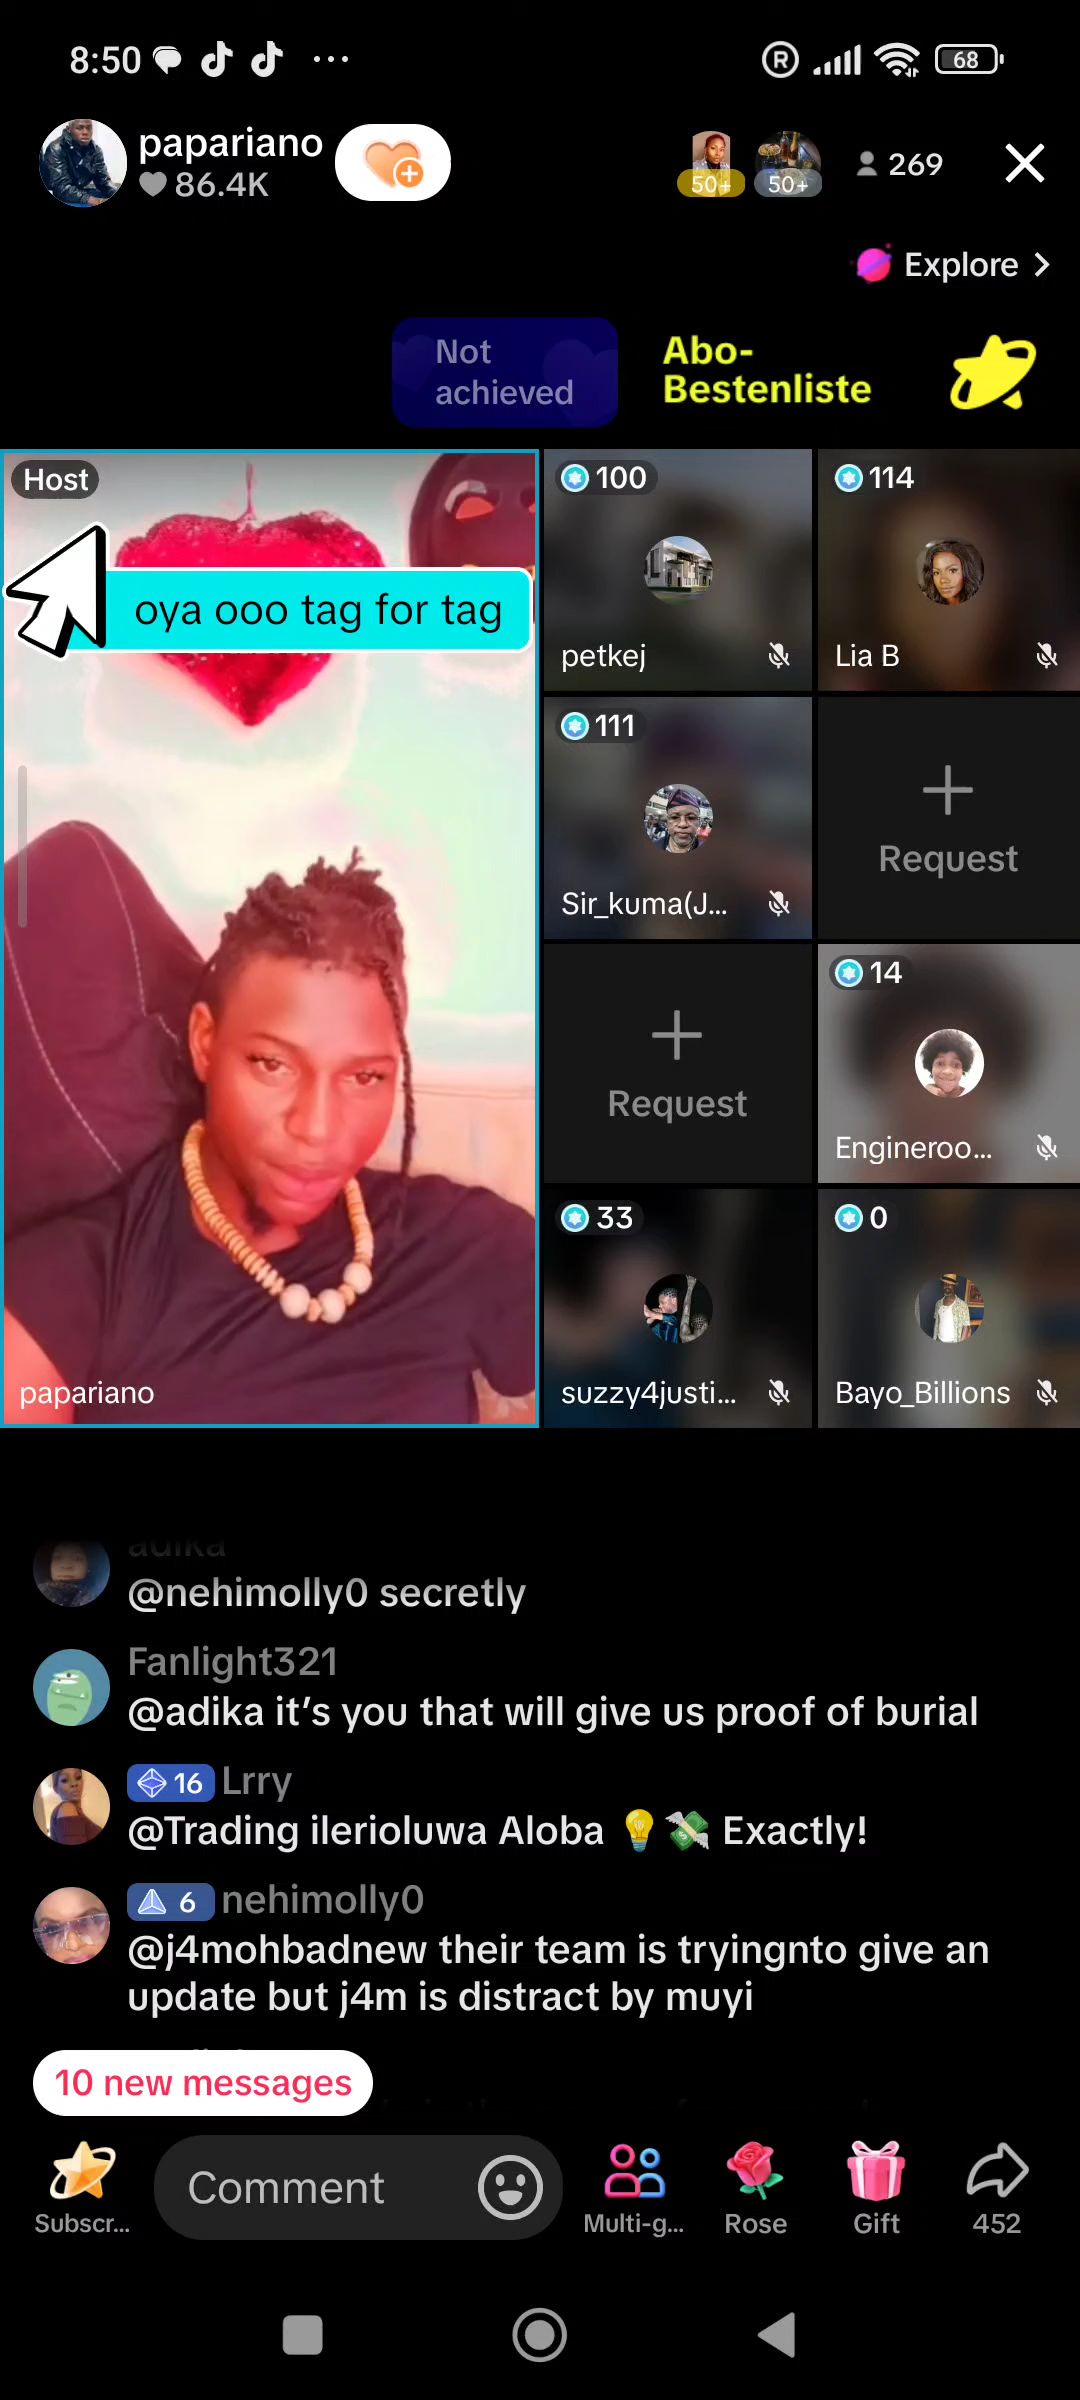 8:50
68
papariano
86.4K
50+
50+
269
Explore
Not
achieved
Abo-
Bestenliste
Host
oya ooo tag for tag
papariano
100
petkej
114
Lia B
111
Sir_kuma(J...
Request
Request
14
Engineroo...
33
suzzy4justi...
0
Bayo_Billions
adika
@nehimolly0 secretly
Fanlight321
@adika it’s you that will give us proof of burial
16 Lrry
@Trading ilerioluwa Aloba 💡💸 Exactly!
6 nehimolly0
@j4mohbadnew their team is tryingnto give an
update but j4m is distract by muyi
10 new messages
Subscr...
Comment
Multi-g...
Rose
Gift
452